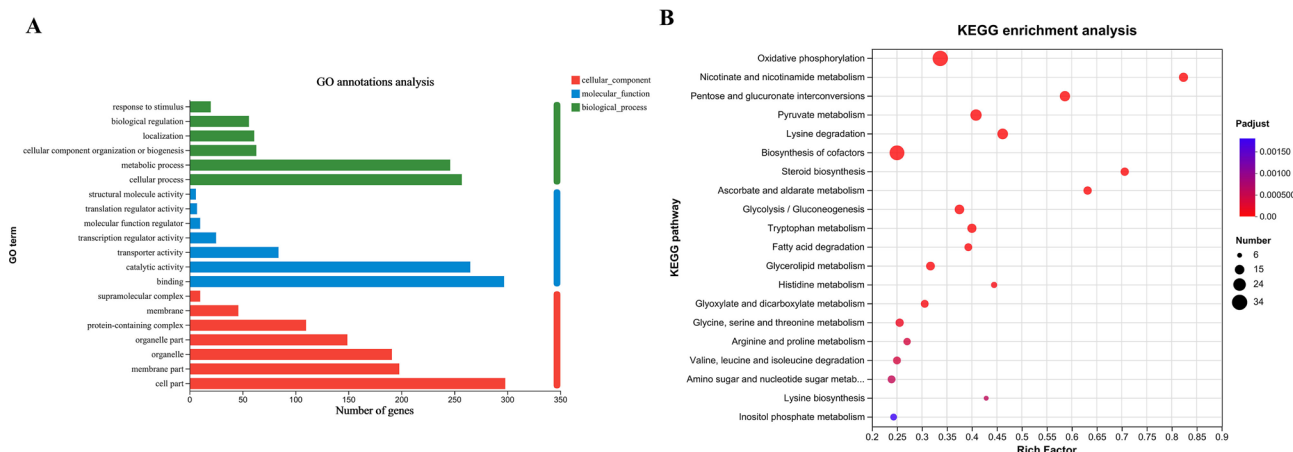 A
GO annotations analysis
cellular_component
molecular_function
biological_process
GO term
response to stimulus
biological regulation
localization
cellular component organization or biogenesis
metabolic process
cellular process
structural molecule activity
translation regulator activity
molecular function regulator
transcription regulator activity
transporter activity
catalytic activity
binding
supramolecular complex
membrane
protein-containing complex
organelle part
organelle
membrane part
cell part
0 50 100 150 200 250 300 350
Number of genes
B
KEGG enrichment analysis
KEGG pathway
Oxidative phosphorylation
Nicotinate and nicotinamide metabolism
Pentose and glucuronate interconversions
Pyruvate metabolism
Lysine degradation
Biosynthesis of cofactors
Steroid biosynthesis
Ascorbate and aldarate metabolism
Glycolysis / Gluconeogenesis
Tryptophan metabolism
Fatty acid degradation
Glycerolipid metabolism
Histidine metabolism
Glyoxylate and dicarboxylate metabolism
Glycine, serine and threonine metabolism
Arginine and proline metabolism
Valine, leucine and isoleucine degradation
Amino sugar and nucleotide sugar metab...
Lysine biosynthesis
Inositol phosphate metabolism
0.2 0.25 0.3 0.35 0.4 0.45 0.5 0.55 0.6 0.65 0.7 0.75 0.8 0.85 0.9
Rich Factor
Padjust
0.00150
0.00100
0.000500
0.00
Number
6
15
24
34